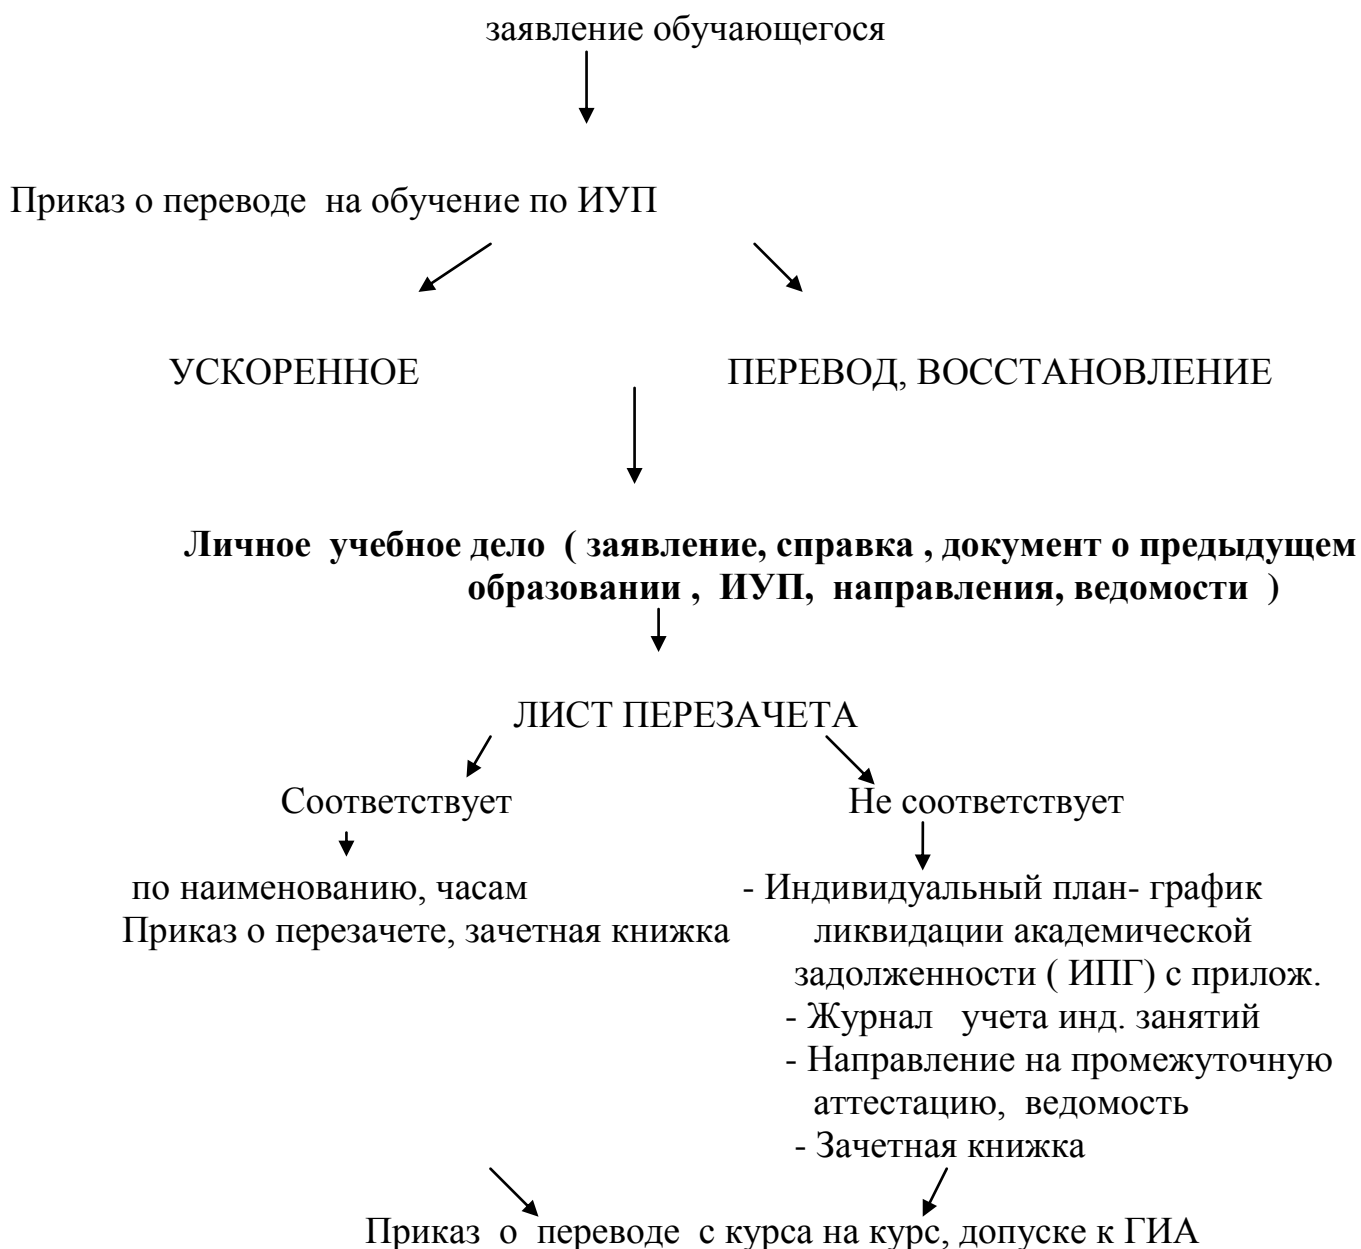 заявление обучающегося
Приказ о переводе на обучение по ИУП
УСКОРЕННОЕ ПЕРЕВОД, ВОССТАНОВЛЕНИЕ
Личное учебное дело ( заявление, справка , документ о предыдущем
образовании , ИУП, направления, ведомости )
ЛИСТ ПЕРЕЗАЧЕТА
Соответствует Не соответствует
по наименованию, часам - Индивидуальный план- график
Приказ о перезачете, зачетная книжка ликвидации академической
задолженности ( ИПГ) с прилож.
- Журнал учета инд. занятий
- Направление на промежуточную
аттестацию, ведомость
- Зачетная книжка
Приказ о переводе с курса на курс, допуске к ГИА